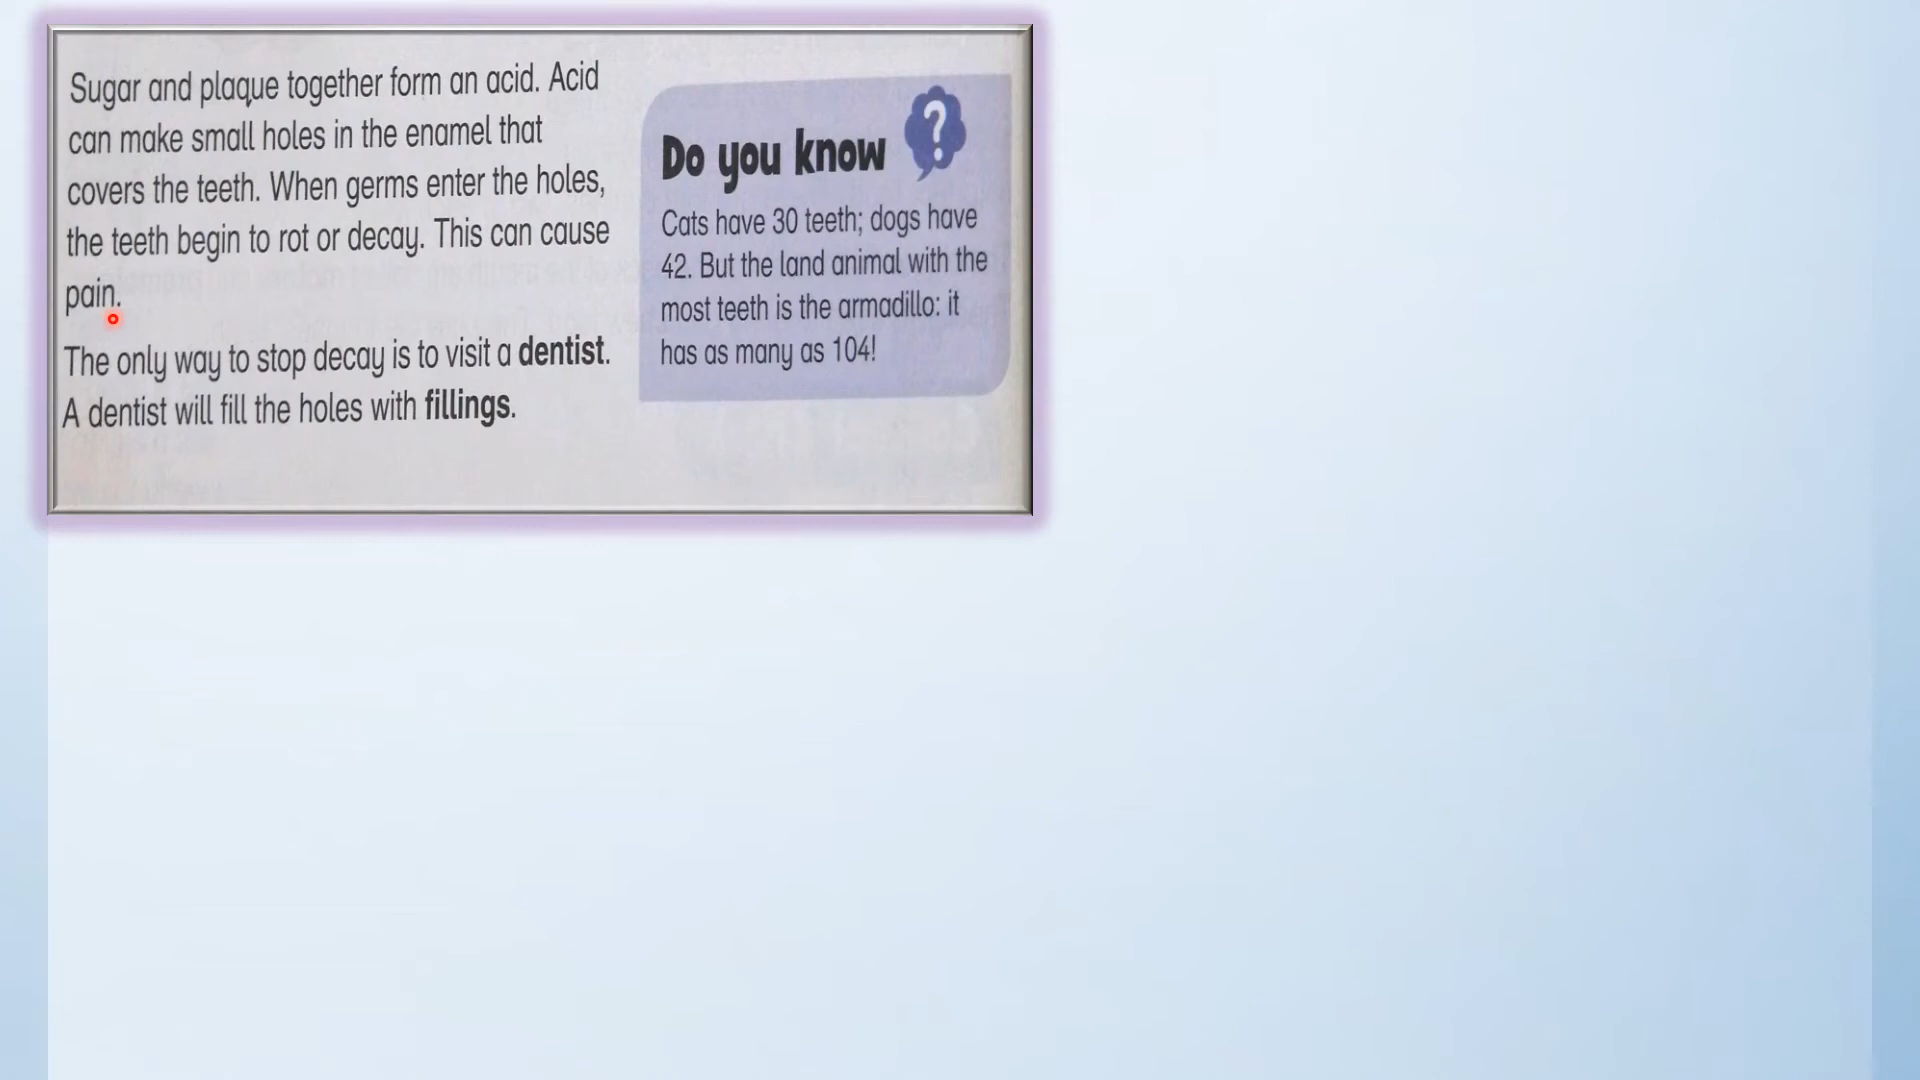 Sugar and plaque together form an acid. Acid
can make small holes in the enamel that
covers the teeth. When germs enter the holes,
the teeth begin to rot or decay. This can cause
pain.
The only way to stop decay is to visit a dentist.
A dentist will fill the holes with fillings.
Do you know ?
Cats have 30 teeth; dogs have
42. But the land animal with the
most teeth is the armadillo: it
has as many as 104!